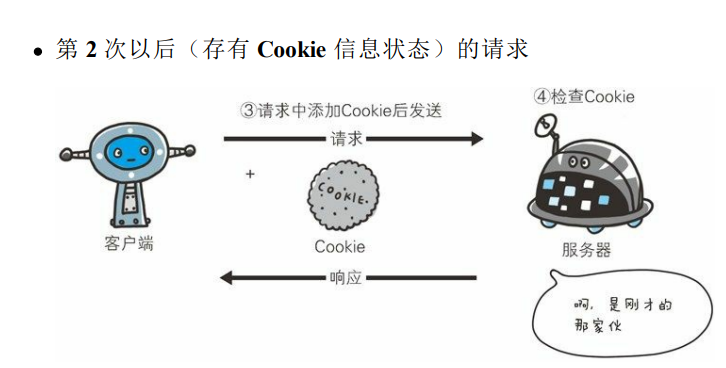 • 第 2 次以后（存有 Cookie 信息状态）的请求
③请求中添加Cookie后发送
④检查Cookie
请求
+
COOKIE
客户端
Cookie
服务器
响应
啊，是刚才的
那家伙